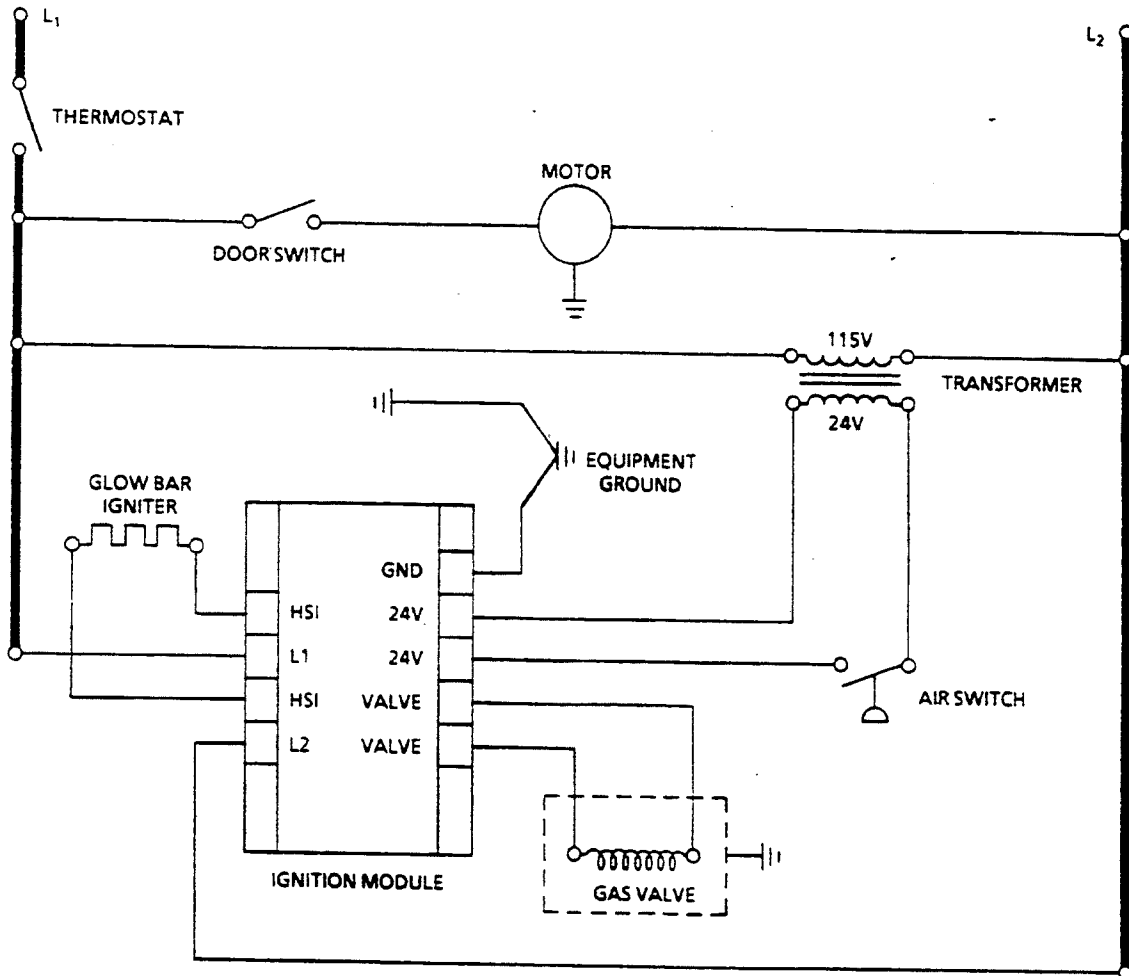 L1
L2
THERMOSTAT
MOTOR
DOOR SWITCH
115V
TRANSFORMER
24V
EQUIPMENT
GROUND
GLOW BAR
IGNITER
GND
HSI
24V
L1
24V
HSI
VALVE
L2
VALVE
AIR SWITCH
IGNITION MODULE
GAS VALVE